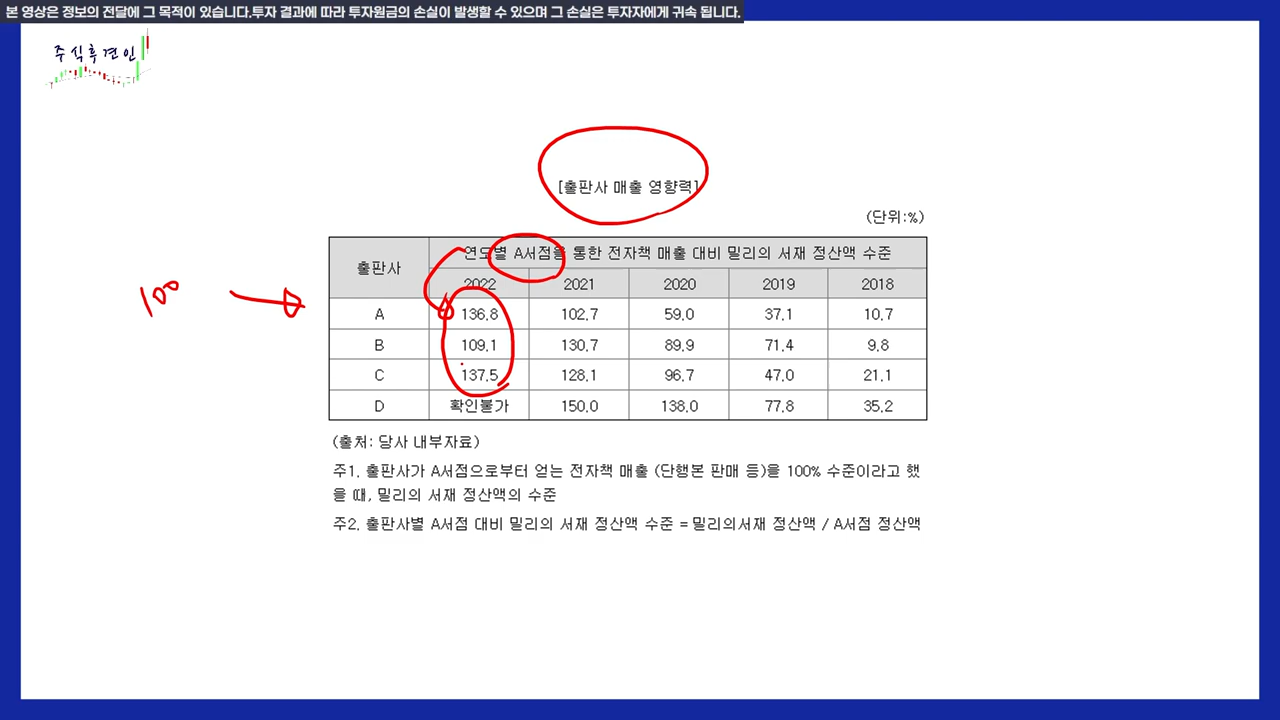 본 영상은 정보의 전달에 그 목적이 있습니다.투자 결과에 따라 투자원금의 손실이 발생할 수 있으며 그 손실은 투자자에게 귀속 됩니다.
주식후견인
[출판사 매출 영향력]
(단위:%)
출판사 연도별 A서점을 통한 전자책 매출 대비 밀리의 서재 정산액 수준
2022 2021 2020 2019 2018
100
A 136.8 102.7 59.0 37.1 10.7
B 109.1 130.7 89.9 71.4 9.8
C 137.5 128.1 96.7 47.0 21.1
D 확인불가 150.0 138.0 77.8 35.2
(출처: 당사 내부자료)
주1. 출판사가 A서점으로부터 얻는 전자책 매출 (단행본 판매 등)을 100% 수준이라고 했
을 때, 밀리의 서재 정산액의 수준
주2. 출판사별 A서점 대비 밀리의 서재 정산액 수준 = 밀리의서재 정산액 / A서점 정산액